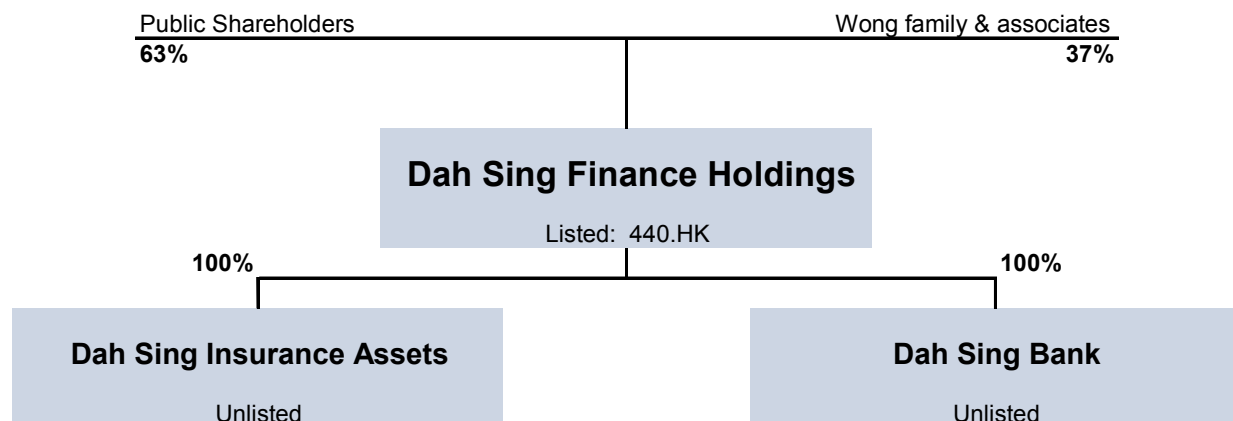 Public Shareholders
Wong family & associates
63%
37%
Dah Sing Finance Holdings
Listed: 440.HK
100%
100%
Dah Sing Insurance Assets
Dah Sing Bank
Unlisted
Unlisted